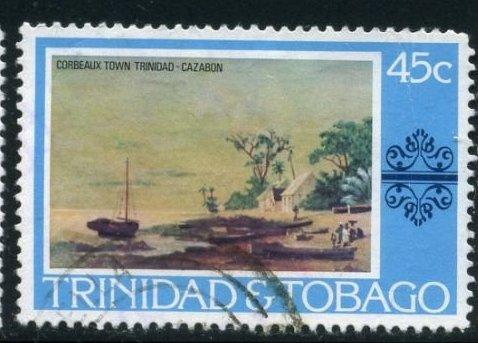 CORBEAUX TOWN TRINIDAD - CAZABON
45c
TRINIDAD & TOBAGO